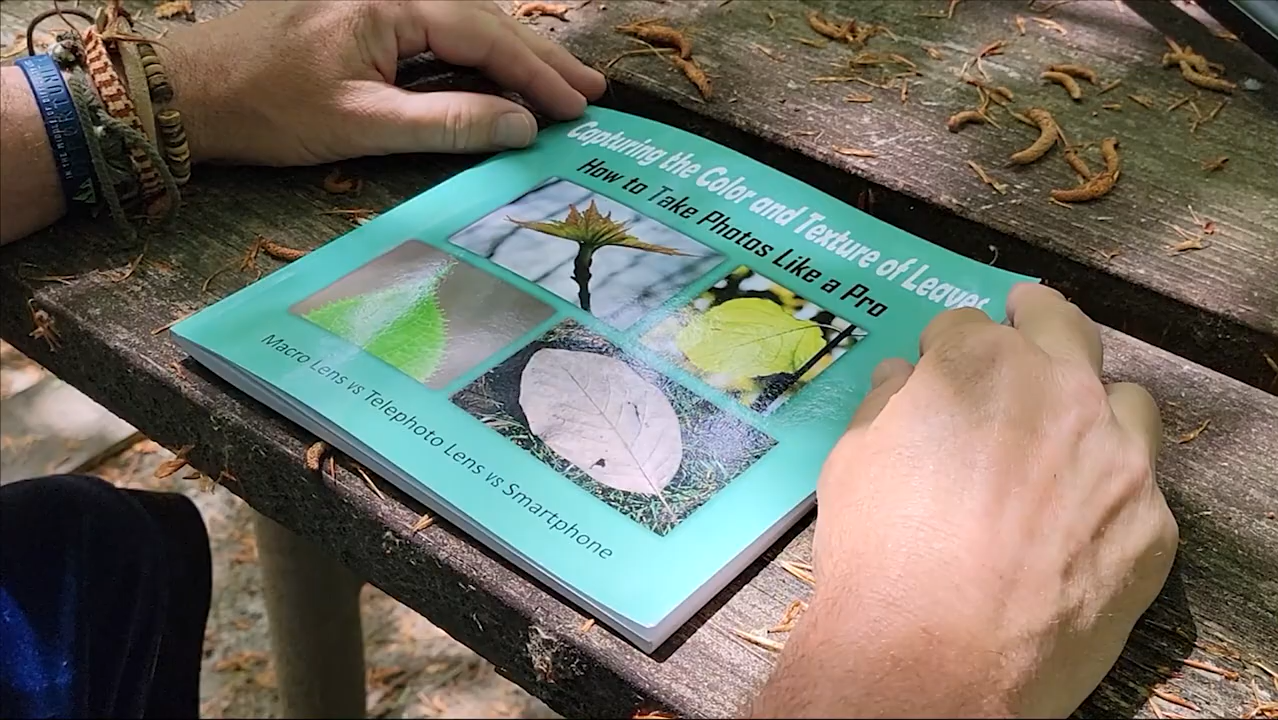 Capturing the Color and Texture of Leaves
How to Take Photos Like a Pro
Macro Lens vs Telephoto Lens vs Smartphone